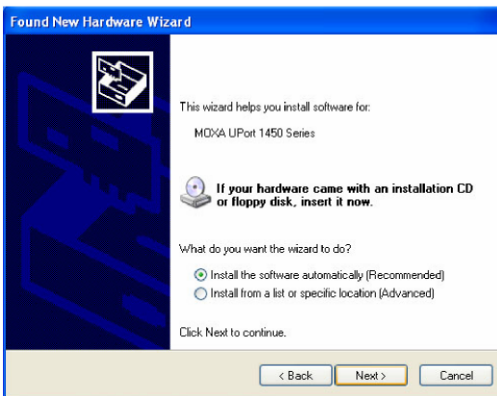 Found New Hardware Wizard
This wizard helps you install software for:
MOXA UPort 1450 Series
If your hardware came with an installation CD
or floppy disk, insert it now.
What do you want the wizard to do?
Install the software automatically (Recommended)
Install from a list or specific location (Advanced)
Click Next to continue.
< Back
Next >
Cancel